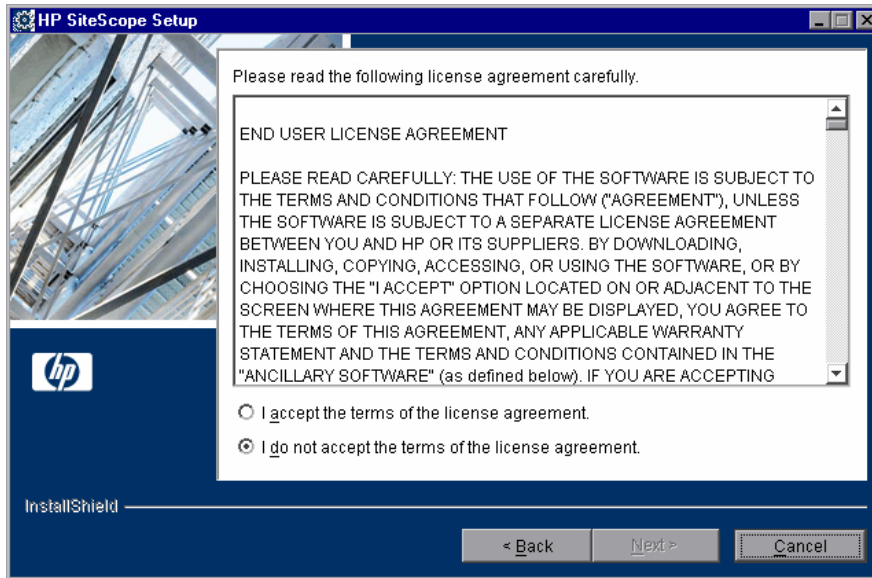 HP SiteScope Setup
Please read the following license agreement carefully.
END USER LICENSE AGREEMENT
PLEASE READ CAREFULLY: THE USE OF THE SOFTWARE IS SUBJECT TO
THE TERMS AND CONDITIONS THAT FOLLOW ("AGREEMENT"), UNLESS
THE SOFTWARE IS SUBJECT TO A SEPARATE LICENSE AGREEMENT
BETWEEN YOU AND HP OR ITS SUPPLIERS. BY DOWNLOADING,
INSTALLING, COPYING, ACCESSING, OR USING THE SOFTWARE, OR BY
CHOOSING THE "I ACCEPT" OPTION LOCATED ON OR ADJACENT TO THE
SCREEN WHERE THIS AGREEMENT MAY BE DISPLAYED, YOU AGREE TO
THE TERMS OF THIS AGREEMENT, ANY APPLICABLE WARRANTY
STATEMENT AND THE TERMS AND CONDITIONS CONTAINED IN THE
"ANCILLARY SOFTWARE" (as defined below). IF YOU ARE ACCEPTING
hp
I accept the terms of the license agreement.
I do not accept the terms of the license agreement.
InstallShield
< Back Next > Cancel